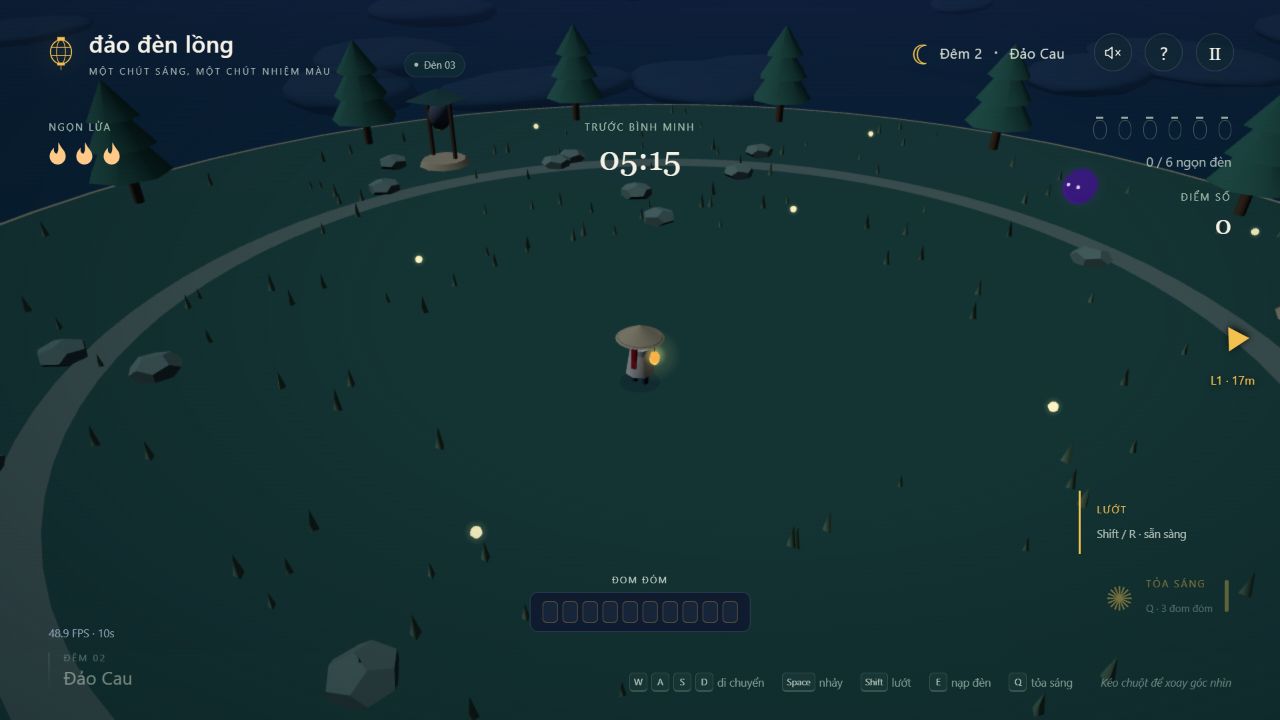 đảo đèn lồng
MỘT CHÚT SÁNG, MỘT CHÚT NHIỆM MÀU
Đèn 03
Đêm 2 • Đảo Cau
?
II
NGỌN LỬA
TRƯỚC BÌNH MINH
05:15
0 / 6 ngọn đèn
ĐIỂM SỐ
0
L1 · 17m
LƯỚT
Shift / R · sẵn sàng
TỎA SÁNG
Q · 3 đom đóm
ĐOM ĐÓM
48.9 FPS · 10s
ĐÊM 02
Đảo Cau
W A S D di chuyển Space nhảy Shift lướt E nạp đèn Q tỏa sáng Kéo chuột để xoay góc nhìn